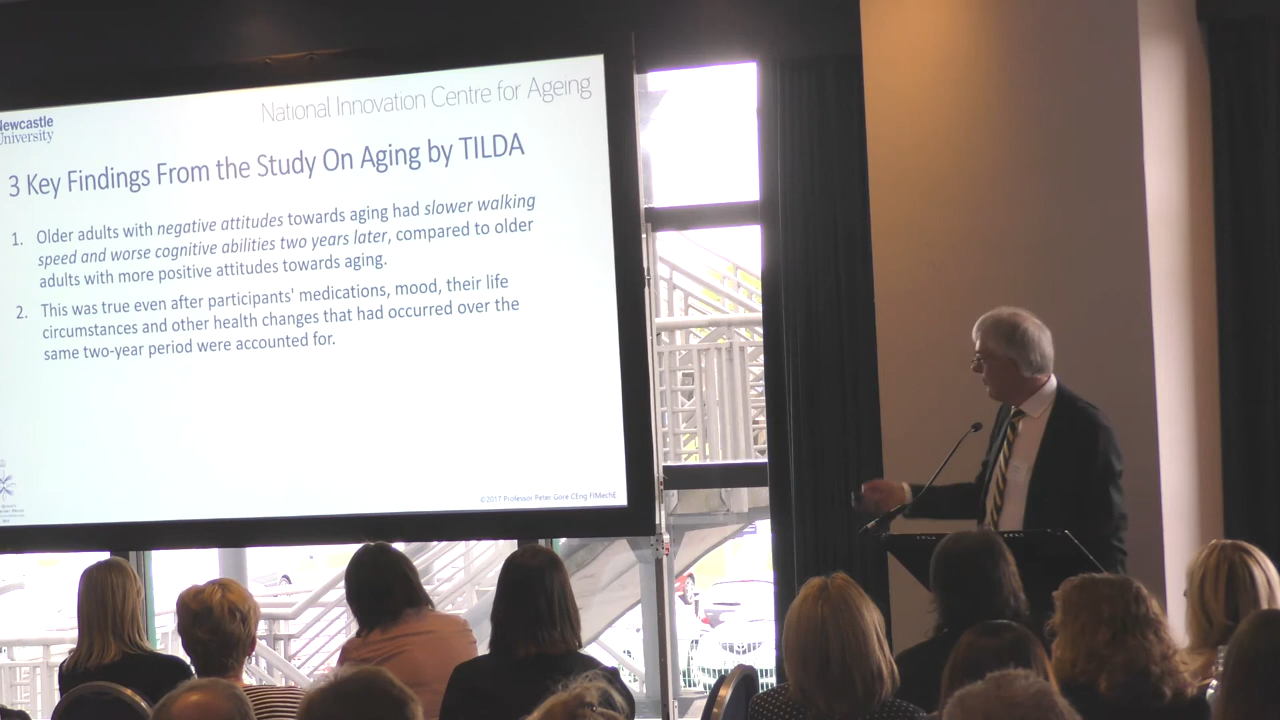 Newcastle
University
National Innovation Centre for Ageing
3 Key Findings From the Study On Aging by TILDA
1. Older adults with negative attitudes towards aging had slower walking
speed and worse cognitive abilities two years later, compared to older
adults with more positive attitudes towards aging.
2. This was true even after participants' medications, mood, their life
circumstances and other health changes that had occurred over the
same two-year period were accounted for.
©2017 Professor Peter Gore CEng FIMechE